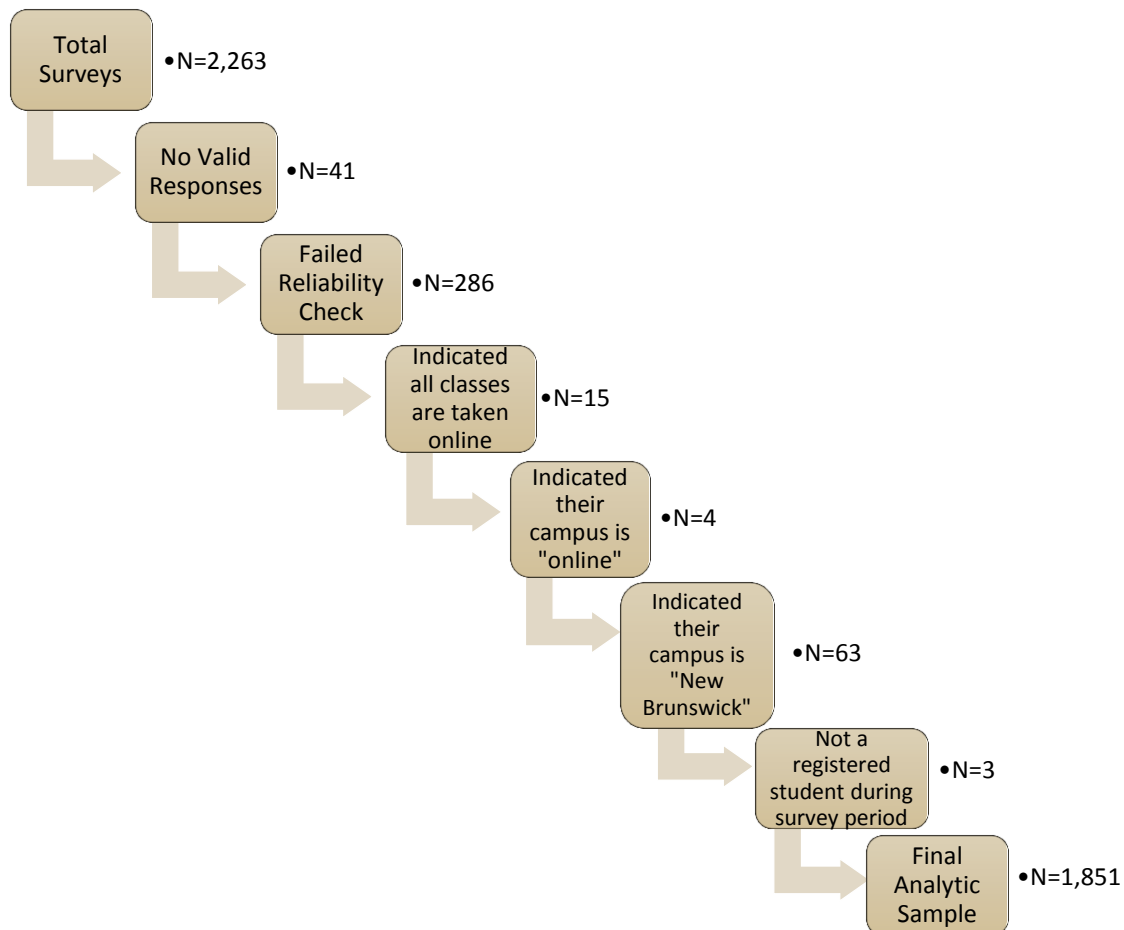 Total
Surveys
•N=2,263
No Valid
Responses
•N=41
Failed
Reliability
Check
•N=286
Indicated
all classes
are taken
online
•N=15
Indicated
their
campus is
"online"
•N=4
Indicated
their
campus is
"New
Brunswick"
•N=63
Not a
registered
student during
survey period
•N=3
Final
Analytic
Sample
•N=1,851